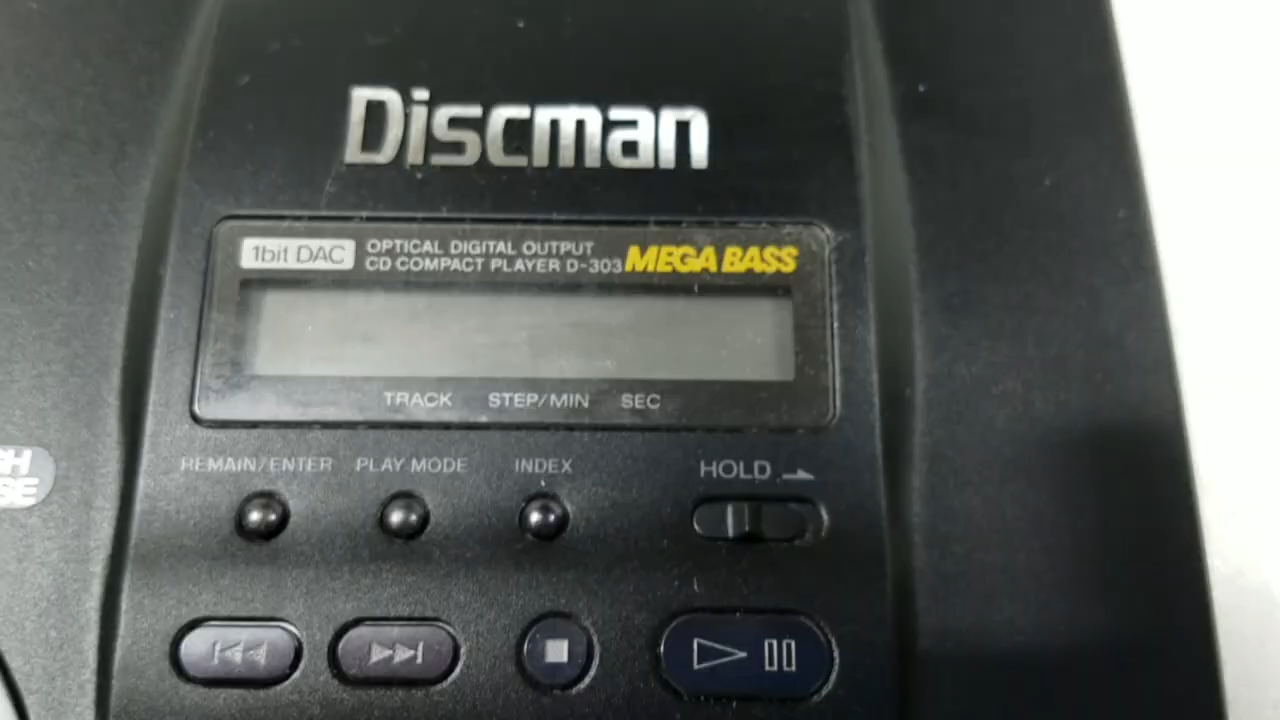 Discman
1bit DAC
OPTICAL DIGITAL OUTPUT
CD COMPACT PLAYER D-303
MEGA BASS
TRACK STEP/MIN SEC
REMAIN/ENTER PLAY MODE INDEX HOLD